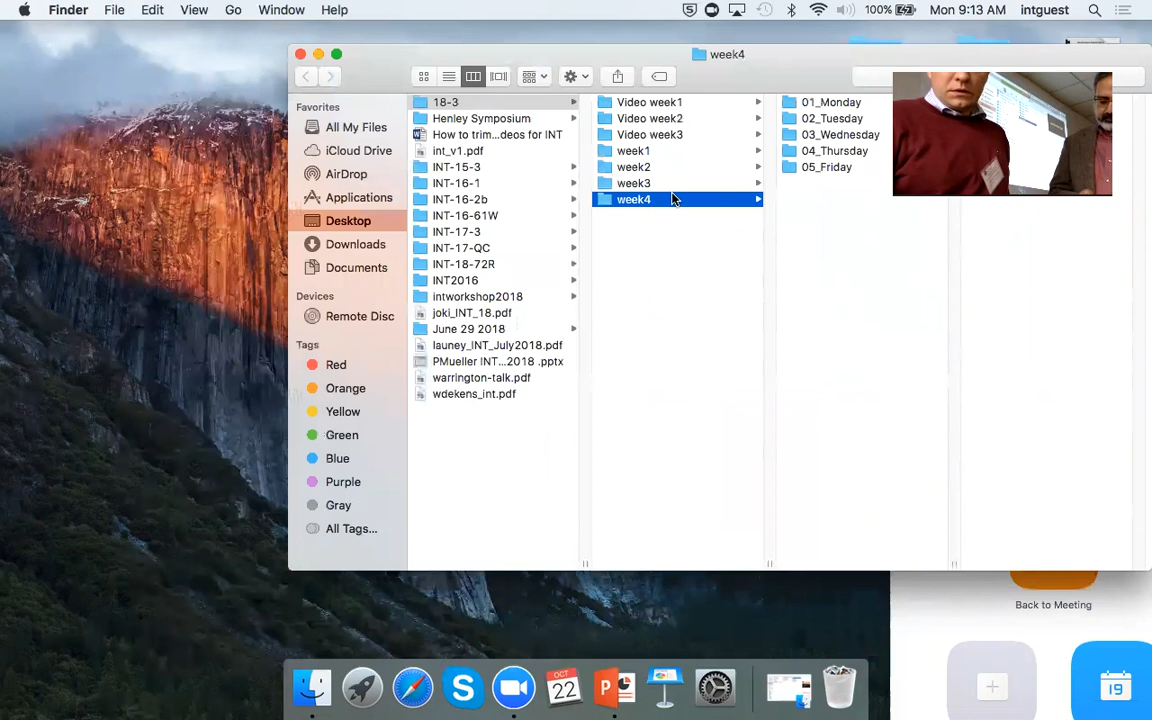 Finder File Edit View Go Window Help 100% Mon 9:13 AM intguest
week4
Favorites
All My Files
iCloud Drive
AirDrop
Applications
Desktop
Downloads
Documents
Devices
Remote Disc
Tags
Red
Orange
Yellow
Green
Blue
Purple
Gray
All Tags...
18-3
Henley Symposium
How to trim...deos for INT
int_v1.pdf
INT-15-3
INT-16-1
INT-16-2b
INT-16-61W
INT-17-3
INT-17-QC
INT-18-72R
INT2016
intworkshop2018
joki_INT_18.pdf
June 29 2018
launey_INT_July2018.pdf
PMueller INT...2018 .pptx
warrington-talk.pdf
wdekens_int.pdf
Video week1
Video week2
Video week3
week1
week2
week3
week4
01_Monday
02_Tuesday
03_Wednesday
04_Thursday
05_Friday
Back to Meeting
OCT
22
19